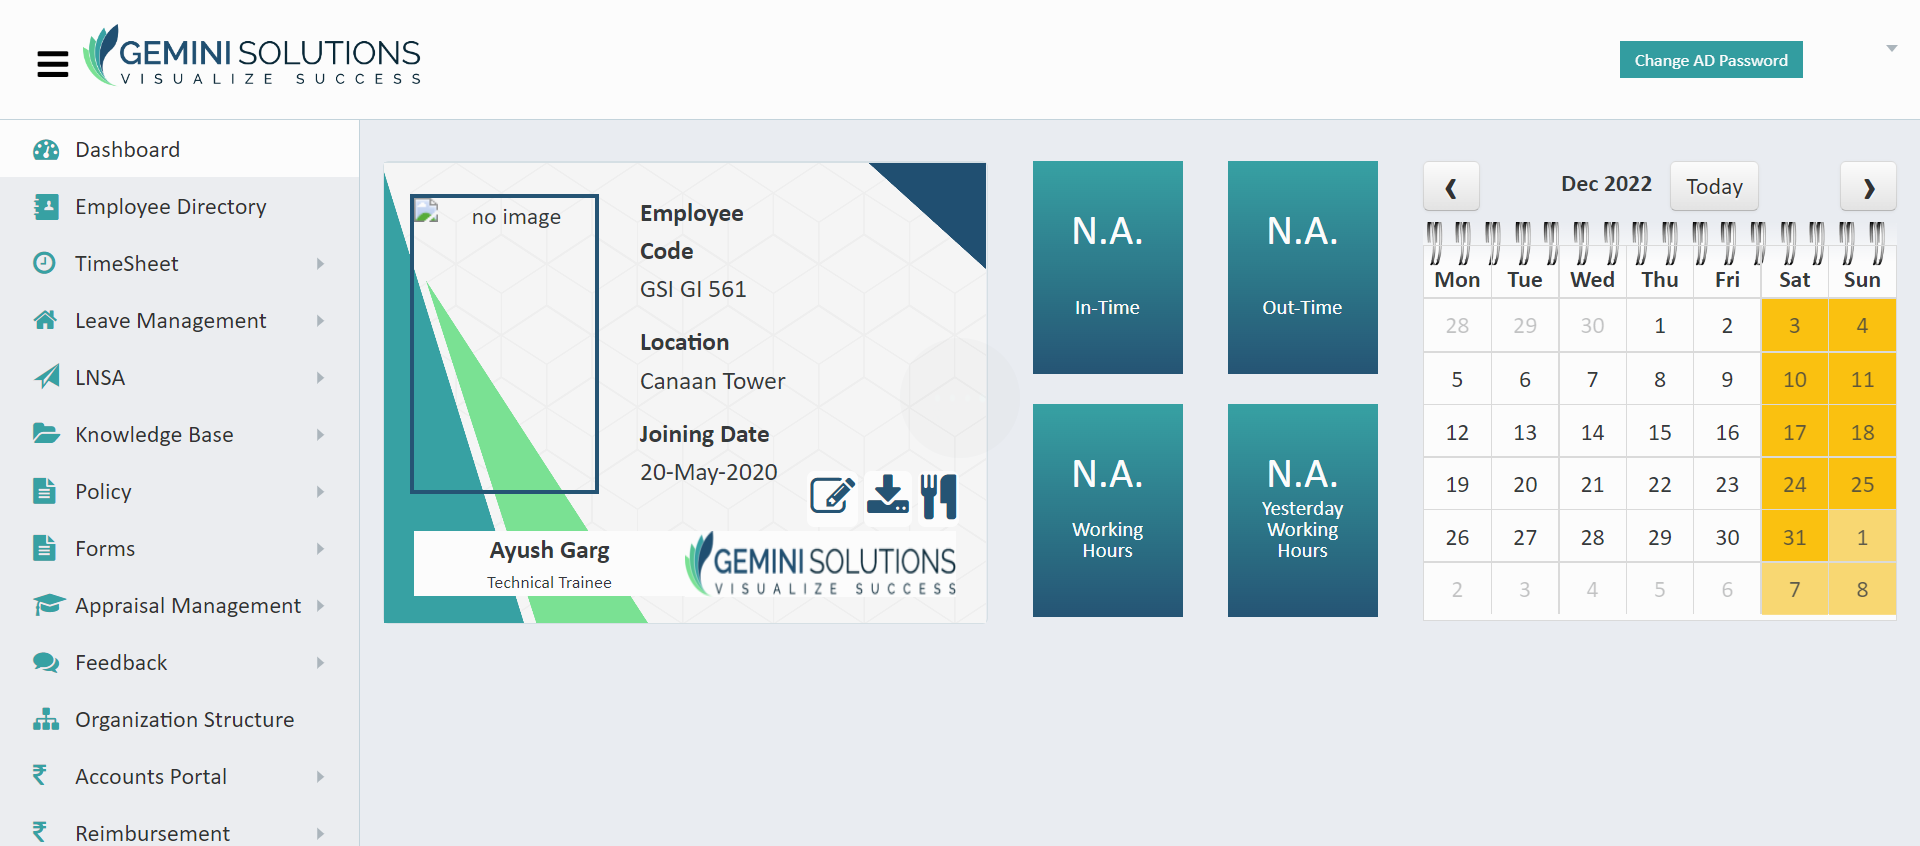 GEMINI SOLUTIONS
VISUALIZE SUCCESS
Change AD Password
Dashboard
Employee Directory
TimeSheet
Leave Management
LNSA
Knowledge Base
Policy
Forms
Appraisal Management
Feedback
Organization Structure
Accounts Portal
Reimbursement
no image
Employee
Code
GSI GI 561
Location
Canaan Tower
Joining Date
20-May-2020
Ayush Garg
Technical Trainee
GEMINI SOLUTIONS
VISUALIZE SUCCESS
N.A.
In-Time
N.A.
Out-Time
N.A.
Working
Hours
N.A.
Yesterday
Working
Hours
Dec 2022
Today
Mon Tue Wed Thu Fri Sat Sun
28 29 30 1 2 3 4
5 6 7 8 9 10 11
12 13 14 15 16 17 18
19 20 21 22 23 24 25
26 27 28 29 30 31 1
2 3 4 5 6 7 8